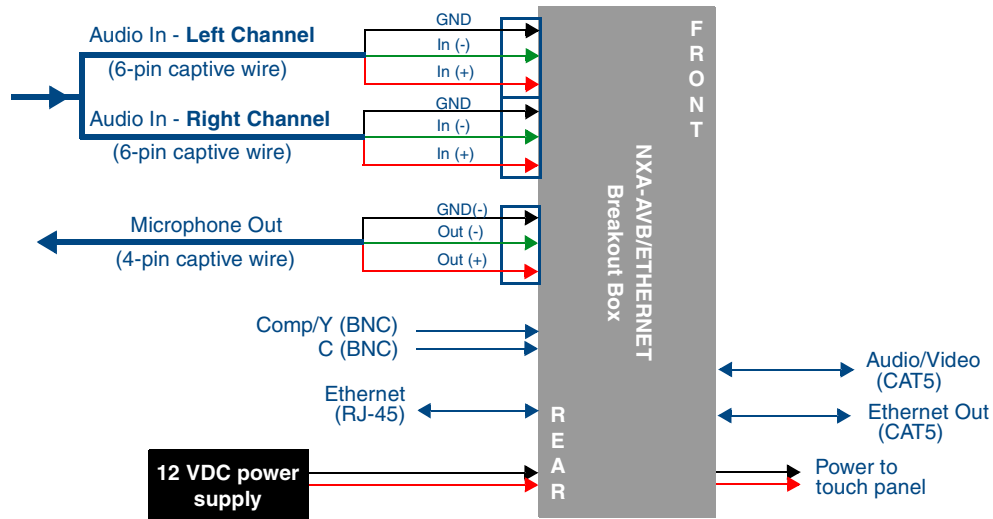 Audio In - Left Channel
(6-pin captive wire)
GND
In (-)
In (+)
Audio In - Right Channel
(6-pin captive wire)
GND
In (-)
In (+)
Microphone Out
(4-pin captive wire)
GND(-)
Out (-)
Out (+)
Comp/Y (BNC)
C (BNC)
Ethernet
(RJ-45)
12 VDC power
supply
FRONT
NXA-AVB/ETHERNET
Breakout Box
REAR
Audio/Video
(CAT5)
Ethernet Out
(CAT5)
Power to
touch panel